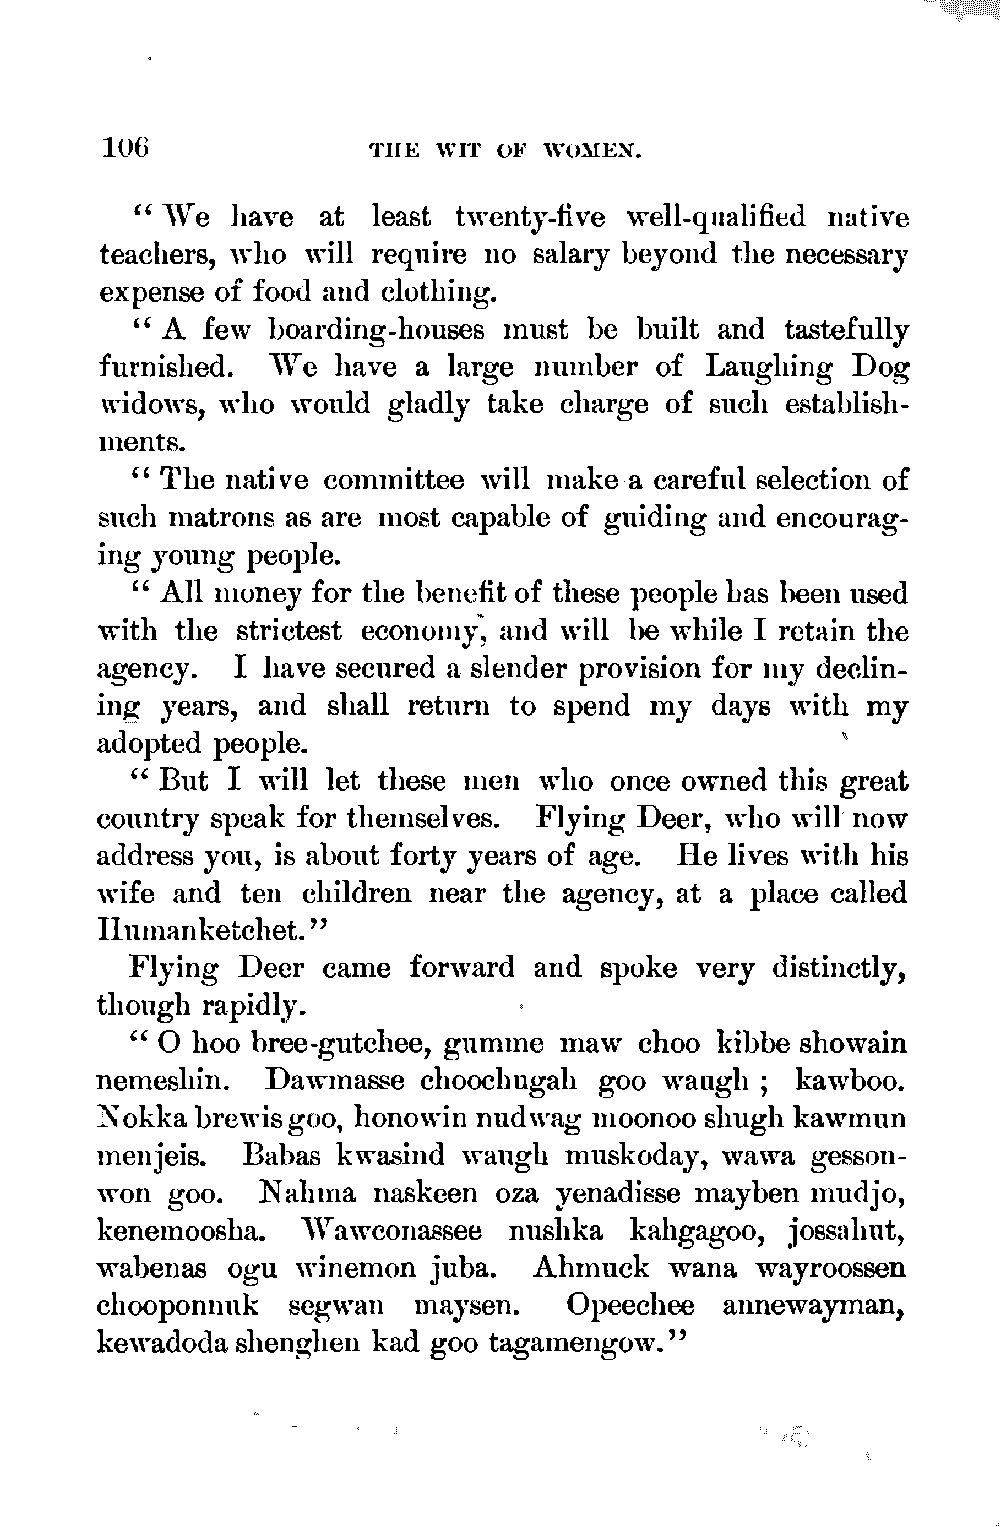 106 THE WIT OF WOMEN.
“ We have at least twenty-five well-qualified native
teachers, who will require no salary beyond the necessary
expense of food and clothing.
“ A few boarding-houses must be built and tastefully
furnished. We have a large number of Laughing Dog
widows, who would gladly take charge of such establish-
ments.
“ The native committee will make a careful selection of
such matrons as are most capable of guiding and encourag-
ing young people.
“ All money for the benefit of these people has been used
with the strictest economy, and will be while I retain the
agency. I have secured a slender provision for my declin-
ing years, and shall return to spend my days with my
adopted people.
“ But I will let these men who once owned this great
country speak for themselves. Flying Deer, who will now
address you, is about forty years of age. He lives with his
wife and ten children near the agency, at a place called
Humanketchet.”
Flying Deer came forward and spoke very distinctly,
though rapidly.
“ O hoo bree-gutchee, gumme maw choo kibbe showain
nemeshin. Dawmasse choochugah goo waugh ; kawboo.
Nokka brewis goo, honowin nudwag moonoo shugh kawmun
menjeis. Babas kwasind waugh muskoday, wawa gesson-
won goo. Nahma naskeen oza yenadisse mayben mudjo,
kenemoosha. Wawconassee nushka kahgagoo, jossahut,
wabenas ogu winemon juba. Ahmuck wana wayroossen
chooponnuk segwan maysen. Opeechee annewayman,
kewadoda shenghen kad goo tagamengow.”